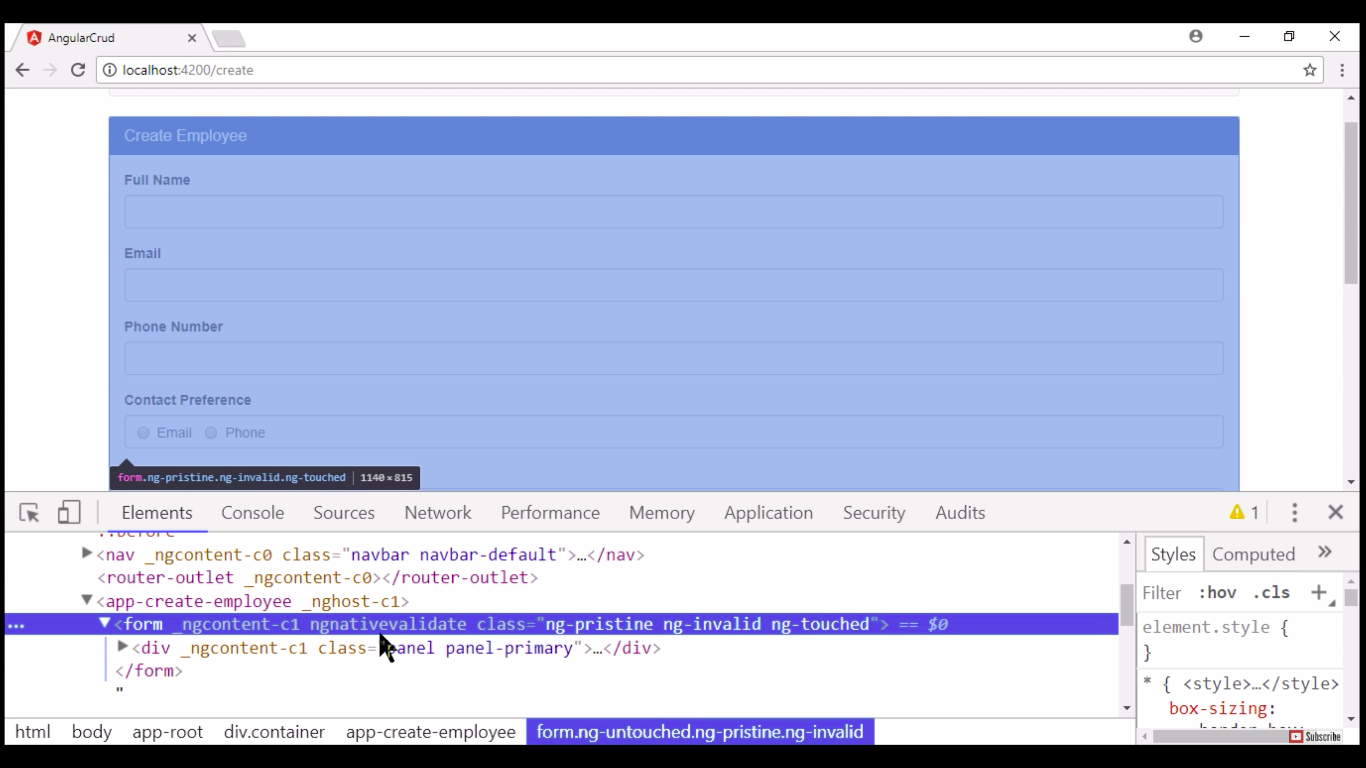 AngularCrud
localhost:4200/create
Create Employee
Full Name
Email
Phone Number
Contact Preference
Email Phone
form.ng-pristine.ng-invalid.ng-touched 1140×815
Elements Console Sources Network Performance Memory Application Security Audits 1
::before
<nav _ngcontent-c0 class="navbar navbar-default">…</nav>
<router-outlet _ngcontent-c0></router-outlet>
<app-create-employee _nghost-c1>
… <form _ngcontent-c1 ngnativevalidate class="ng-pristine ng-invalid ng-touched"> == $0
<div _ngcontent-c1 class="panel panel-primary">…</div>
</form>
"
html body app-root div.container app-create-employee form.ng-untouched.ng-pristine.ng-invalid
Styles Computed »
Filter :hov .cls +
element.style {
}
* { <style>…</style>
box-sizing:
border-box
Subscribe